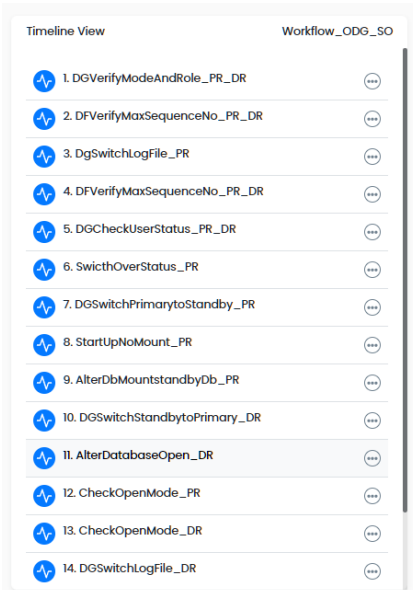 Timeline View Workflow_ODG_SO
1. DGVerifyModeAndRole_PR_DR
2. DFVerifyMaxSequenceNo_PR_DR
3. DgSwitchLogFile_PR
4. DFVerifyMaxSequenceNo_PR_DR
5. DGCheckUserStatus_PR_DR
6. SwicthOverStatus_PR
7. DGSwitchPrimarytoStandby_PR
8. StartUpNoMount_PR
9. AlterDbMountstandbyDb_PR
10. DGSwitchStandbytoPrimary_DR
11. AlterDatabaseOpen_DR
12. CheckOpenMode_PR
13. CheckOpenMode_DR
14. DGSwitchLogFile_DR